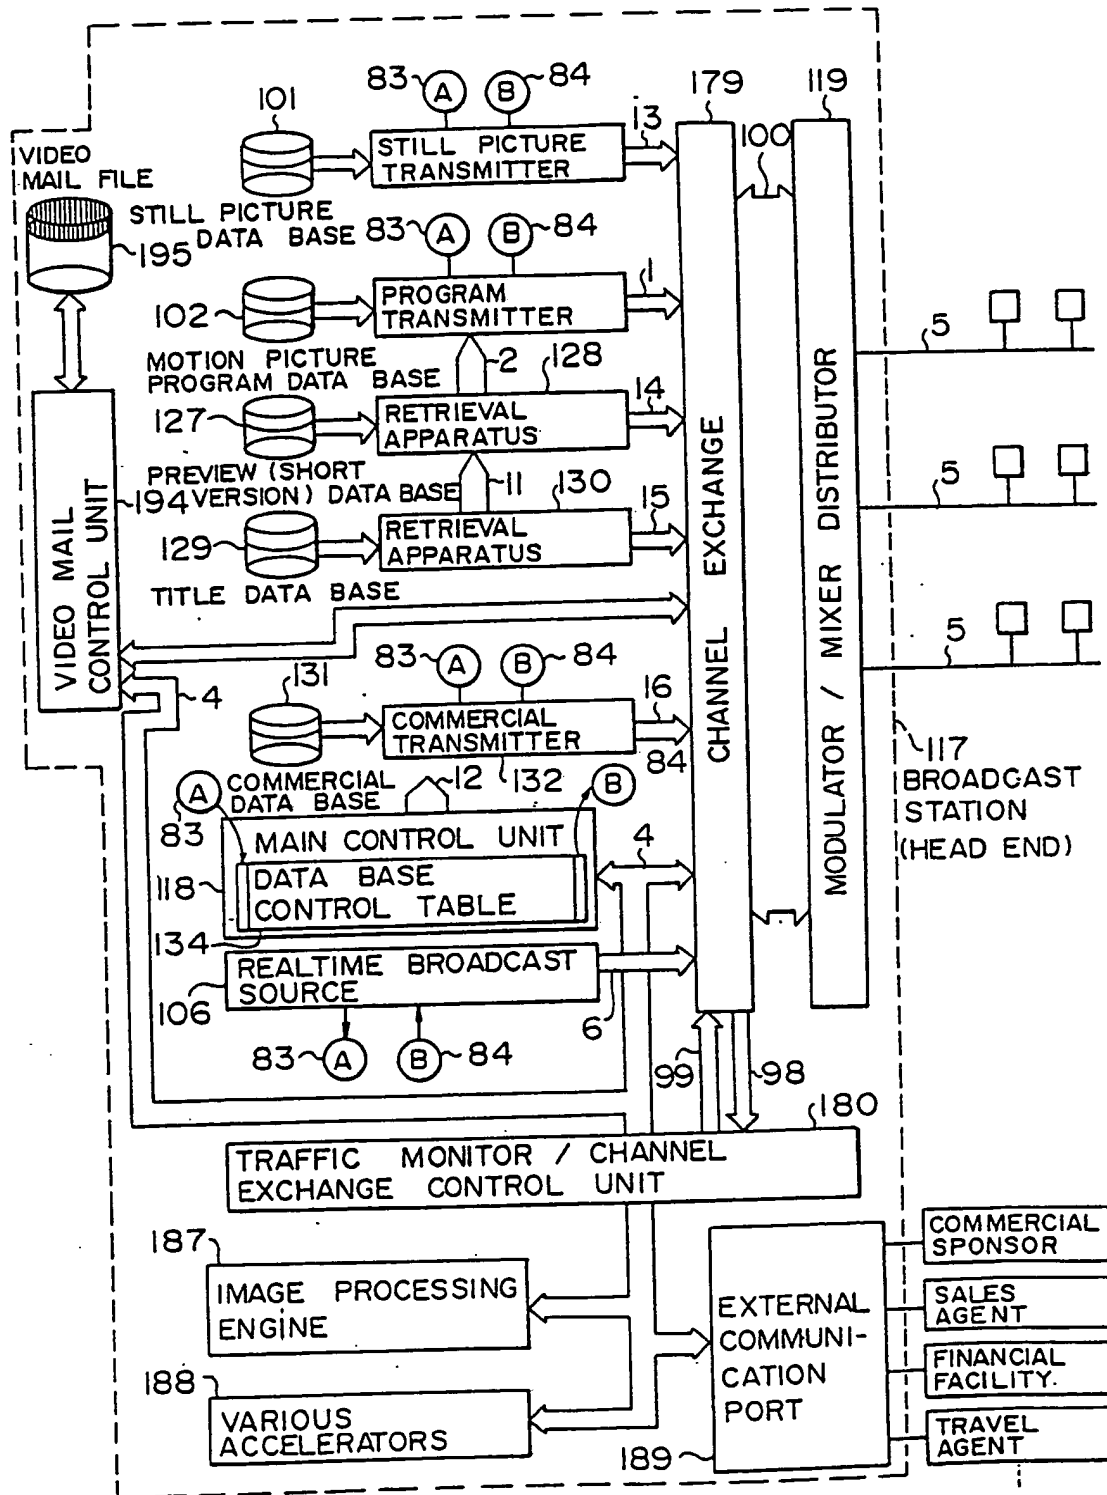 83 A B 84
179
119
101
13
100
STILL PICTURE
TRANSMITTER
VIDEO
MAIL FILE
STILL PICTURE
DATA BASE
195
83 A B 84
PROGRAM
TRANSMITTER
1
102
MOTION PICTURE
PROGRAM DATA BASE
2
128
5
127
RETRIEVAL
APPARATUS
14
PREVIEW (SHORT
VERSION) DATA BASE
11
130
194
5
129
RETRIEVAL
APPARATUS
15
TITLE DATA BASE
VIDEO MAIL
CONTROL UNIT
CHANNEL EXCHANGE
MODULATOR / MIXER DISTRIBUTOR
5
83 A B 84
131
4
COMMERCIAL
TRANSMITTER
16
84
132
117
BROADCAST
STATION
(HEAD END)
COMMERCIAL
DATA BASE
12
A
83
B
MAIN CONTROL UNIT
118
DATA BASE
CONTROL TABLE
4
134
REALTIME BROADCAST
SOURCE
106
6
83 A B 84
99
98
180
TRAFFIC MONITOR / CHANNEL
EXCHANGE CONTROL UNIT
187
IMAGE PROCESSING
ENGINE
188
VARIOUS
ACCELERATORS
EXTERNAL
COMMUNI-
CATION
PORT
189
COMMERCIAL
SPONSOR
SALES
AGENT
FINANCIAL
FACILITY.
TRAVEL
AGENT